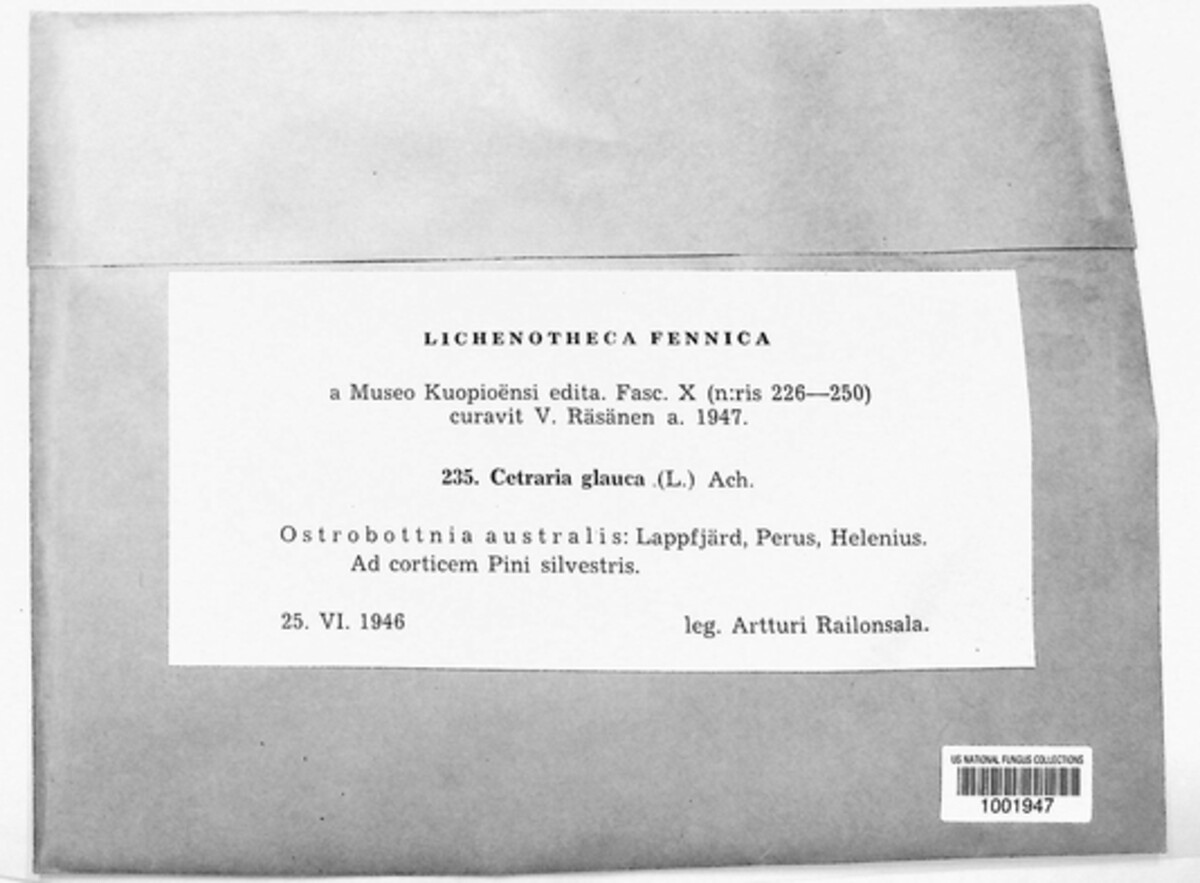 LICHENOTHECA FENNICA
a Museo Kuopioënsi edita. Fasc. X (n:ris 226—250)
curavit V. Räsänen a. 1947.
235. Cetraria glauca (L.) Ach.
Ostrobottnia australis: Lappfjärd, Perus, Helenius.
Ad corticem Pini silvestris.
25. VI. 1946 leg. Artturi Railonsala.
US NATIONAL FUNGUS COLLECTIONS
1001947